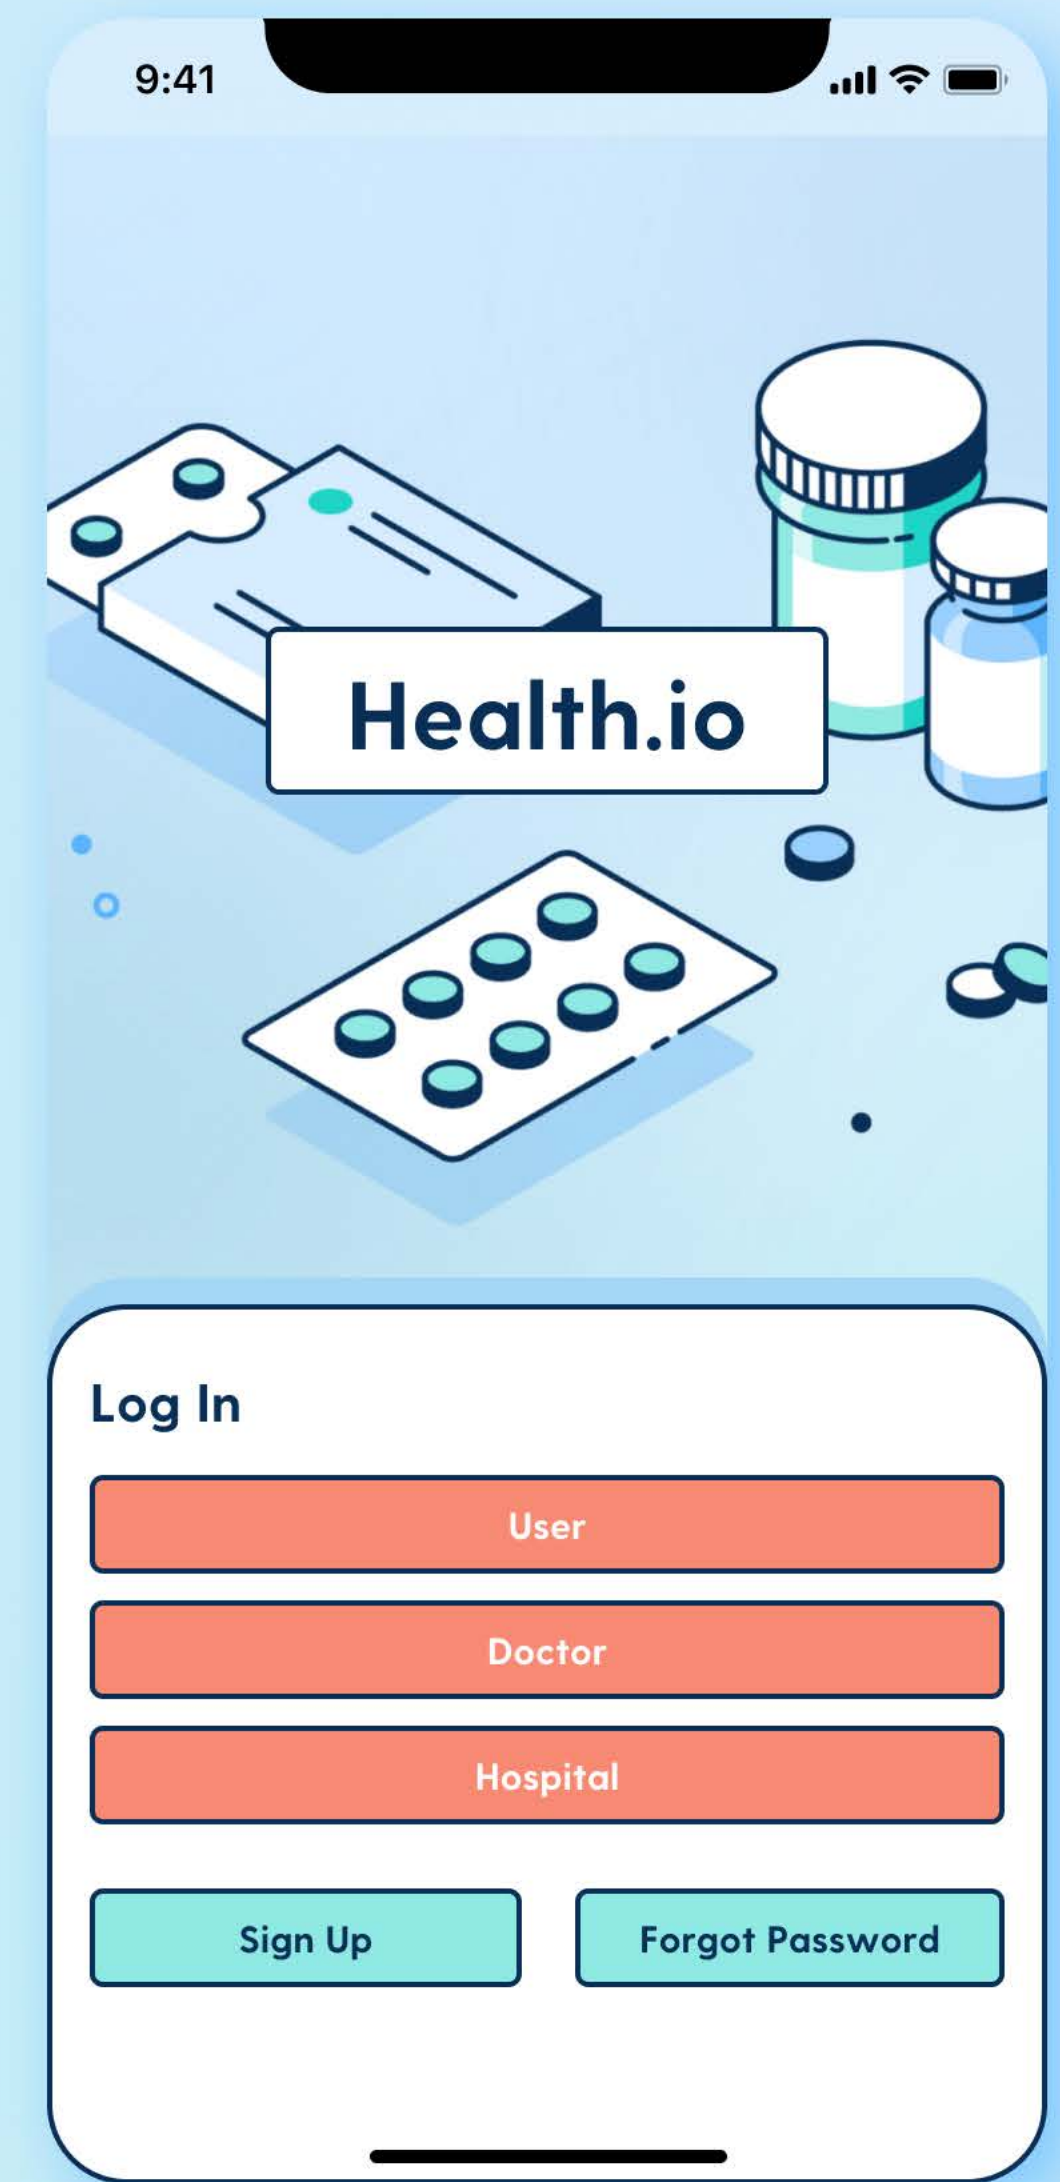 9:41
Health.io
Log In
User
Doctor
Hospital
Sign Up
Forgot Password